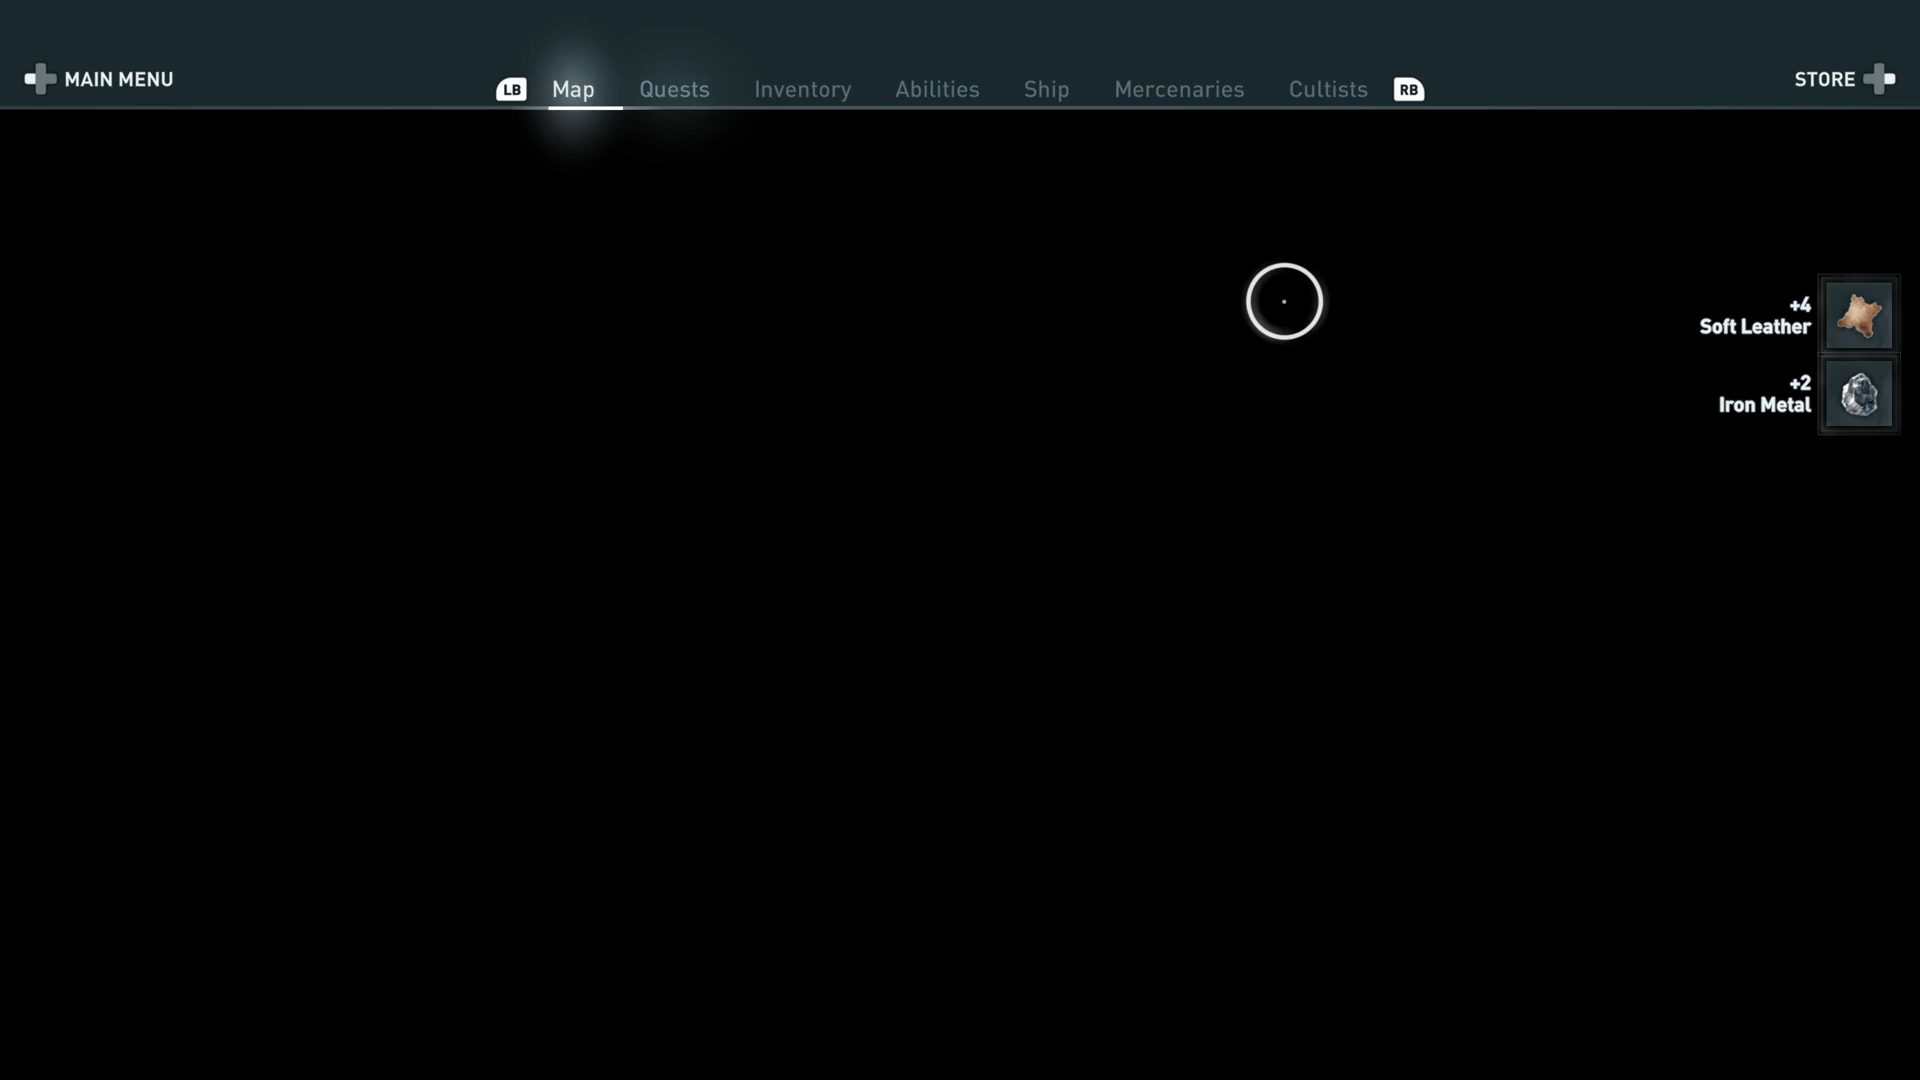 MAIN MENU
LB Map Quests Inventory Abilities Ship Mercenaries Cultists RB
STORE
+4
Soft Leather
+2
Iron Metal